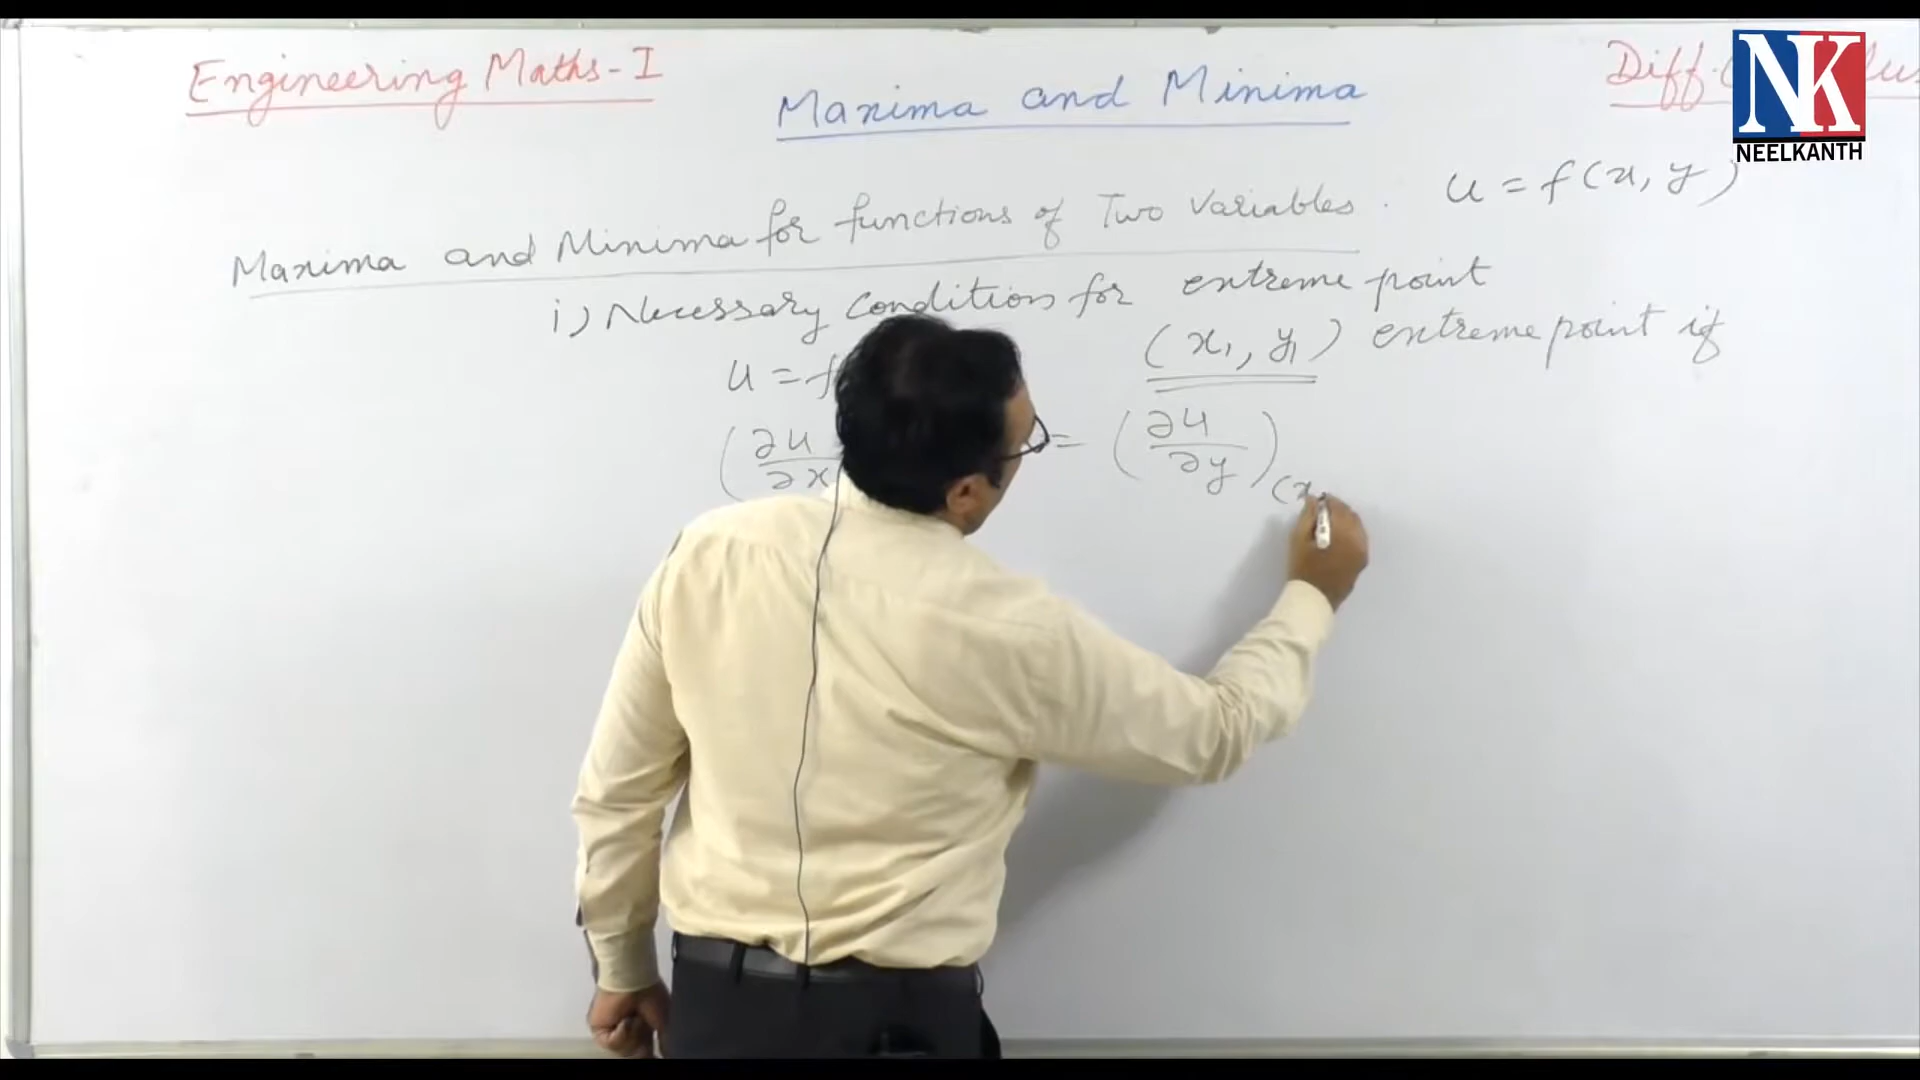 Engineering Maths-I
Maxima and Minima
Diff.
NK
NEELKANTH
Maxima and Minima for functions of Two Variables. u = f(x, y)
i) Necessary Conditions for extreme point
u = f (x₁, y₁) extreme point if
(∂u/∂x = (∂u/∂y)(x